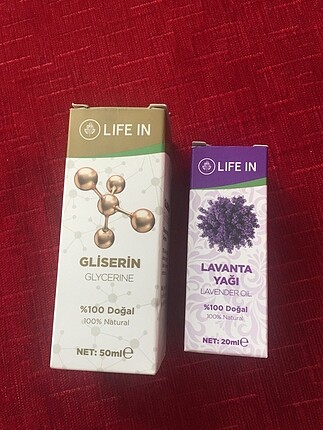 LIFE IN
GLİSERİN
GLYCERINE
%100 Doğal
100% Natural
NET: 50ml℮
LIFE IN
LAVANTA
YAĞI
LAVENDER OIL
%100 Doğal
100% Natural
NET: 20ml℮